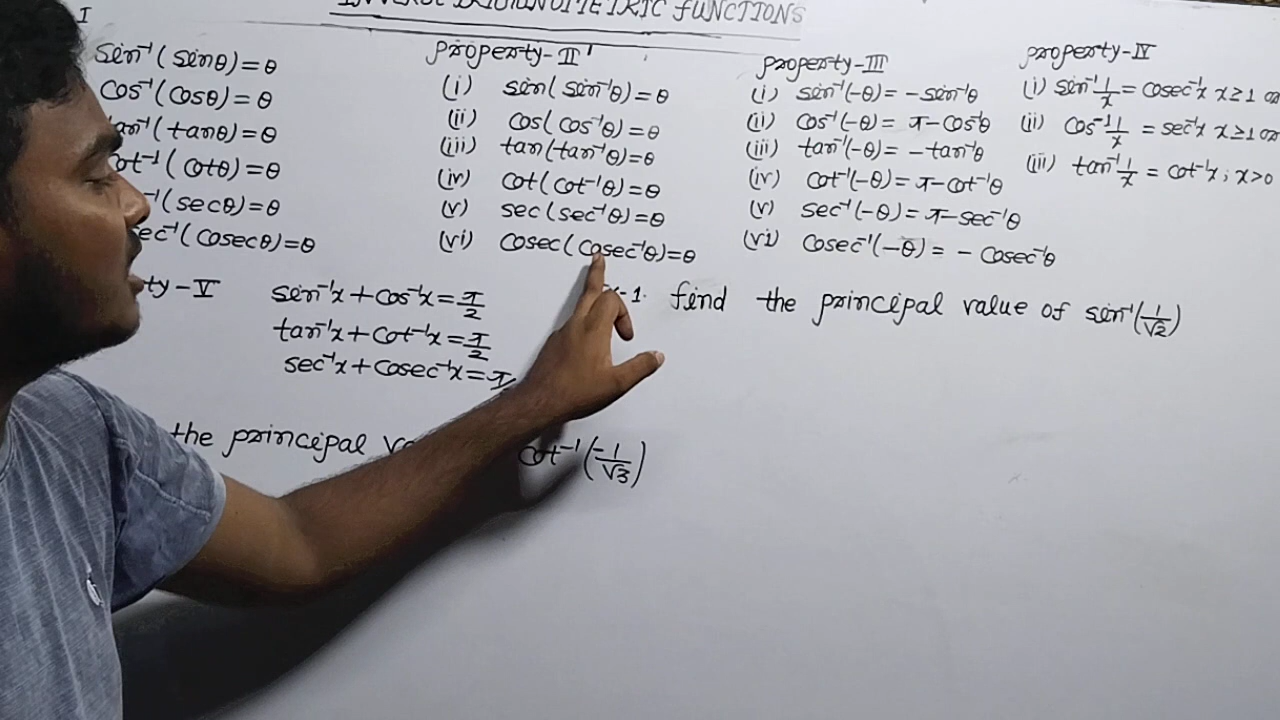 INVERSE TRIGONOMETRIC FUNCTIONS
I
sin⁻¹(sinθ)=θ
cos⁻¹(cosθ)=θ
tan⁻¹(tanθ)=θ
cot⁻¹(cotθ)=θ
⁻¹(secθ)=θ
sec⁻¹(cosecθ)=θ
property-II
(i) sin(sin⁻¹θ)=θ
(ii) cos(cos⁻¹θ)=θ
(iii) tan(tan⁻¹θ)=θ
(iv) cot(cot⁻¹θ)=θ
(v) sec(sec⁻¹θ)=θ
(vi) cosec(cosec⁻¹θ)=θ
property-III
(i) sin⁻¹(-θ)= -sin⁻¹θ
(ii) cos⁻¹(-θ)= π-cos⁻¹θ
(iii) tan⁻¹(-θ)= -tan⁻¹θ
(iv) cot⁻¹(-θ)=π-cot⁻¹θ
(v) sec⁻¹(-θ)=π-sec⁻¹θ
(vi) cosec⁻¹(-θ)= - cosec⁻¹θ
property-IV
(i) sin⁻¹ 1/x = cosec⁻¹x x≥1 or
(ii) cos⁻¹ 1/x = sec⁻¹x x≥1 or
(iii) tan⁻¹ 1/x = cot⁻¹x ; x>0
ty-V
sin⁻¹x+cos⁻¹x=π/2
tan⁻¹x+cot⁻¹x=π/2
sec⁻¹x+cosec⁻¹x=π
-1. find the principal value of sin⁻¹(1/√2)
the principal cot⁻¹(-1/√3)